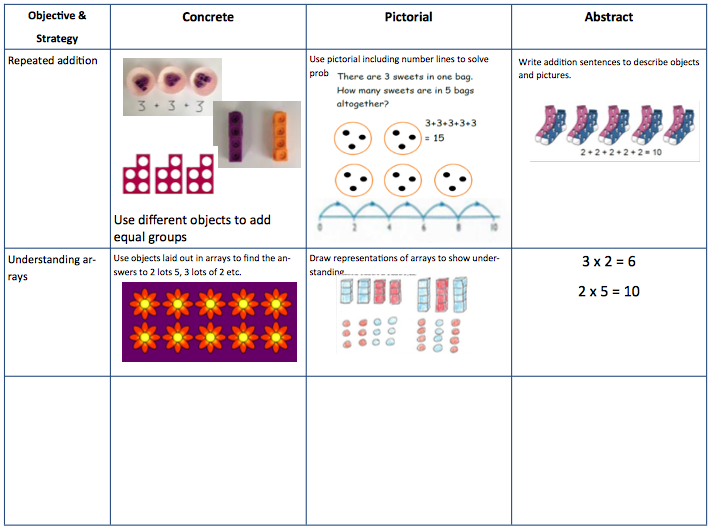 Objective &
Strategy
Concrete
Pictorial
Abstract
Repeated addition
3 + 3 + 3
Use different objects to add
equal groups
Use pictorial including number lines to solve
prob
There are 3 sweets in one bag.
How many sweets are in 5 bags
altogether?
3+3+3+3+3
= 15
0 2 4 6 8 10
Write addition sentences to describe objects
and pictures.
2 + 2 + 2 + 2 + 2 = 10
Understanding ar-
rays
Use objects laid out in arrays to find the an-
swers to 2 lots 5, 3 lots of 2 etc.
Draw representations of arrays to show under-
standing
3 x 2 = 6
2 x 5 = 10